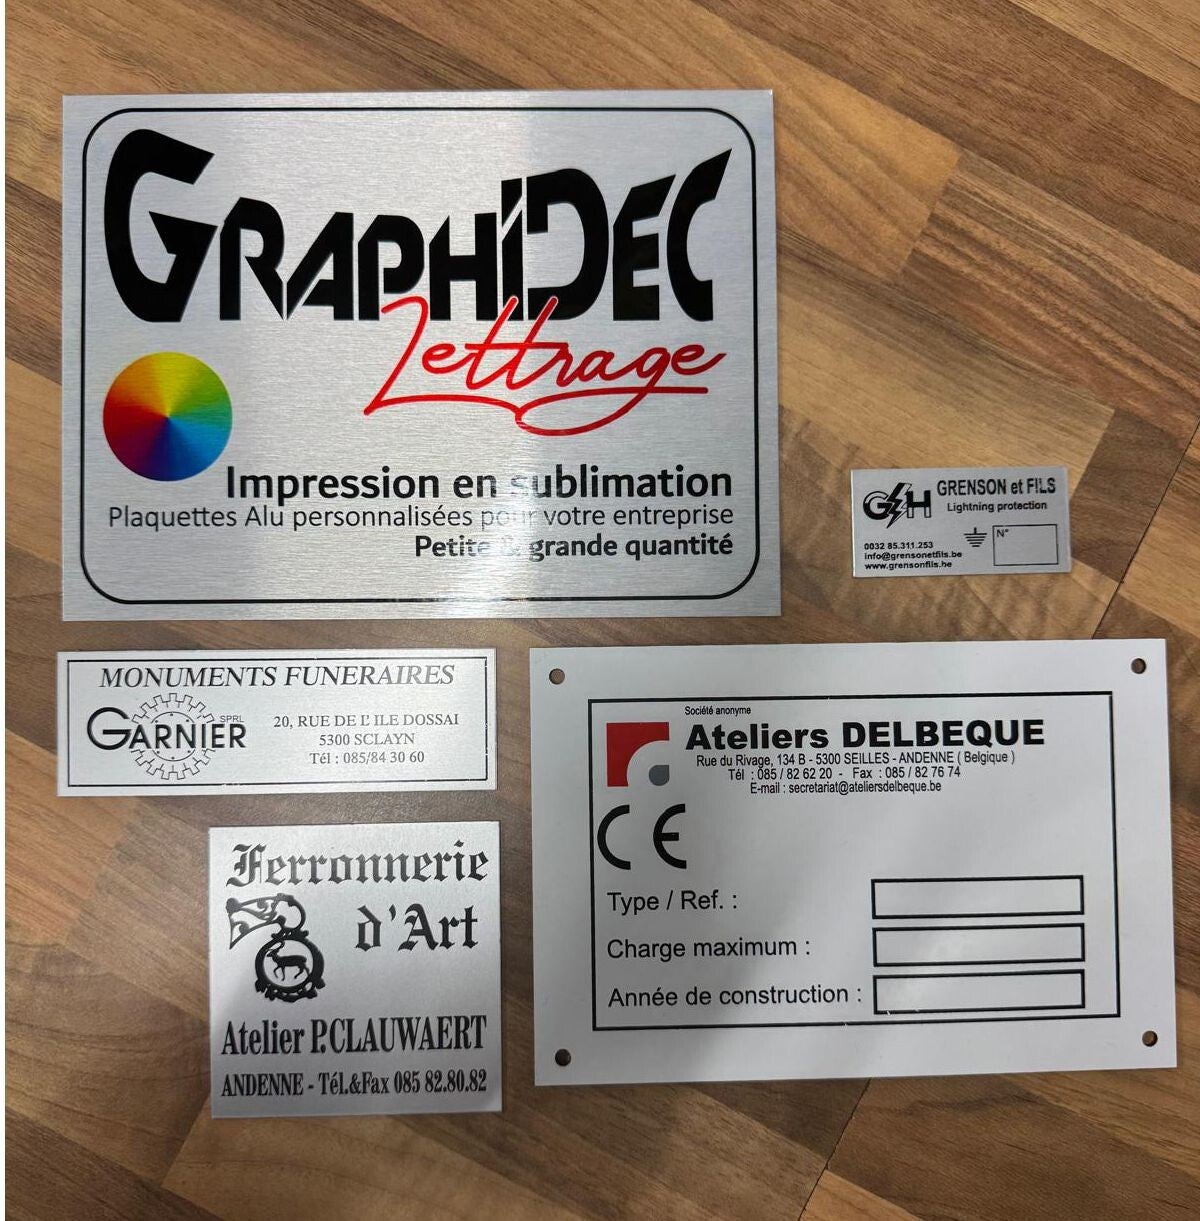 GRAPHIDEC
Lettrage
Impression en sublimation
Plaquettes Alu personnalisées pour votre entreprise
Petite & grande quantité
GH
GRENSON et FILS
Lightning protection
0032 85.311.253
info@grensonetfils.be
www.grensonfils.be
N°
MONUMENTS FUNERAIRES
GARNIER
SPRL
20, RUE DE L' ILE DOSSAI
5300 SCLAYN
Tél : 085/84 30 60
Société anonyme
Ateliers DELBEQUE
Rue du Rivage, 134 B - 5300 SEILLES - ANDENNE ( Belgique )
Tél : 085 / 82 62 20 - Fax : 085 / 82 76 74
E-mail : secretariat@ateliersdelbeque.be
CE
Type / Ref. :
Charge maximum :
Année de construction :
Ferronnerie
d'Art
Atelier P.CLAUWAERT
ANDENNE - Tél.&Fax 085 82.80.82